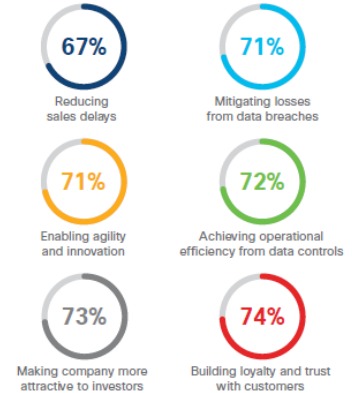 67%
Reducing
sales delays
71%
Mitigating losses
from data breaches
71%
Enabling agility
and innovation
72%
Achieving operational
efficiency from data controls
73%
Making company more
attractive to investors
74%
Building loyalty and trust
with customers